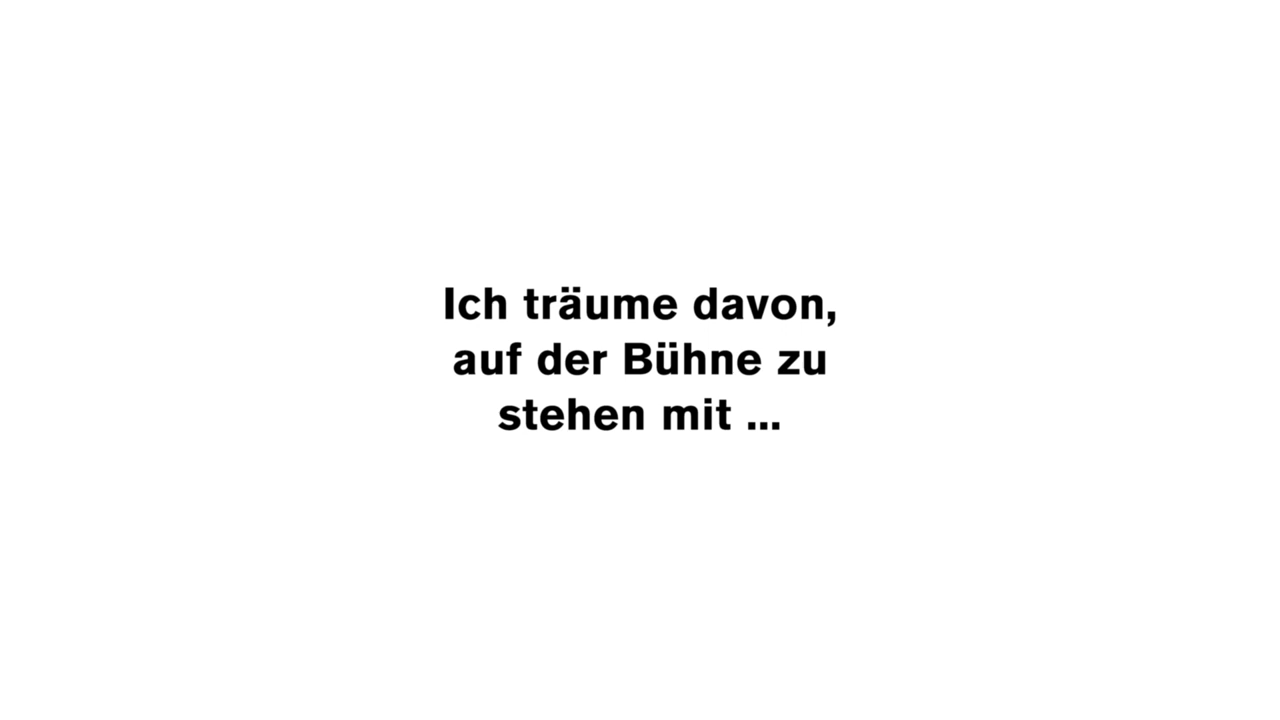 Ich träume davon,
auf der Bühne zu
stehen mit ...